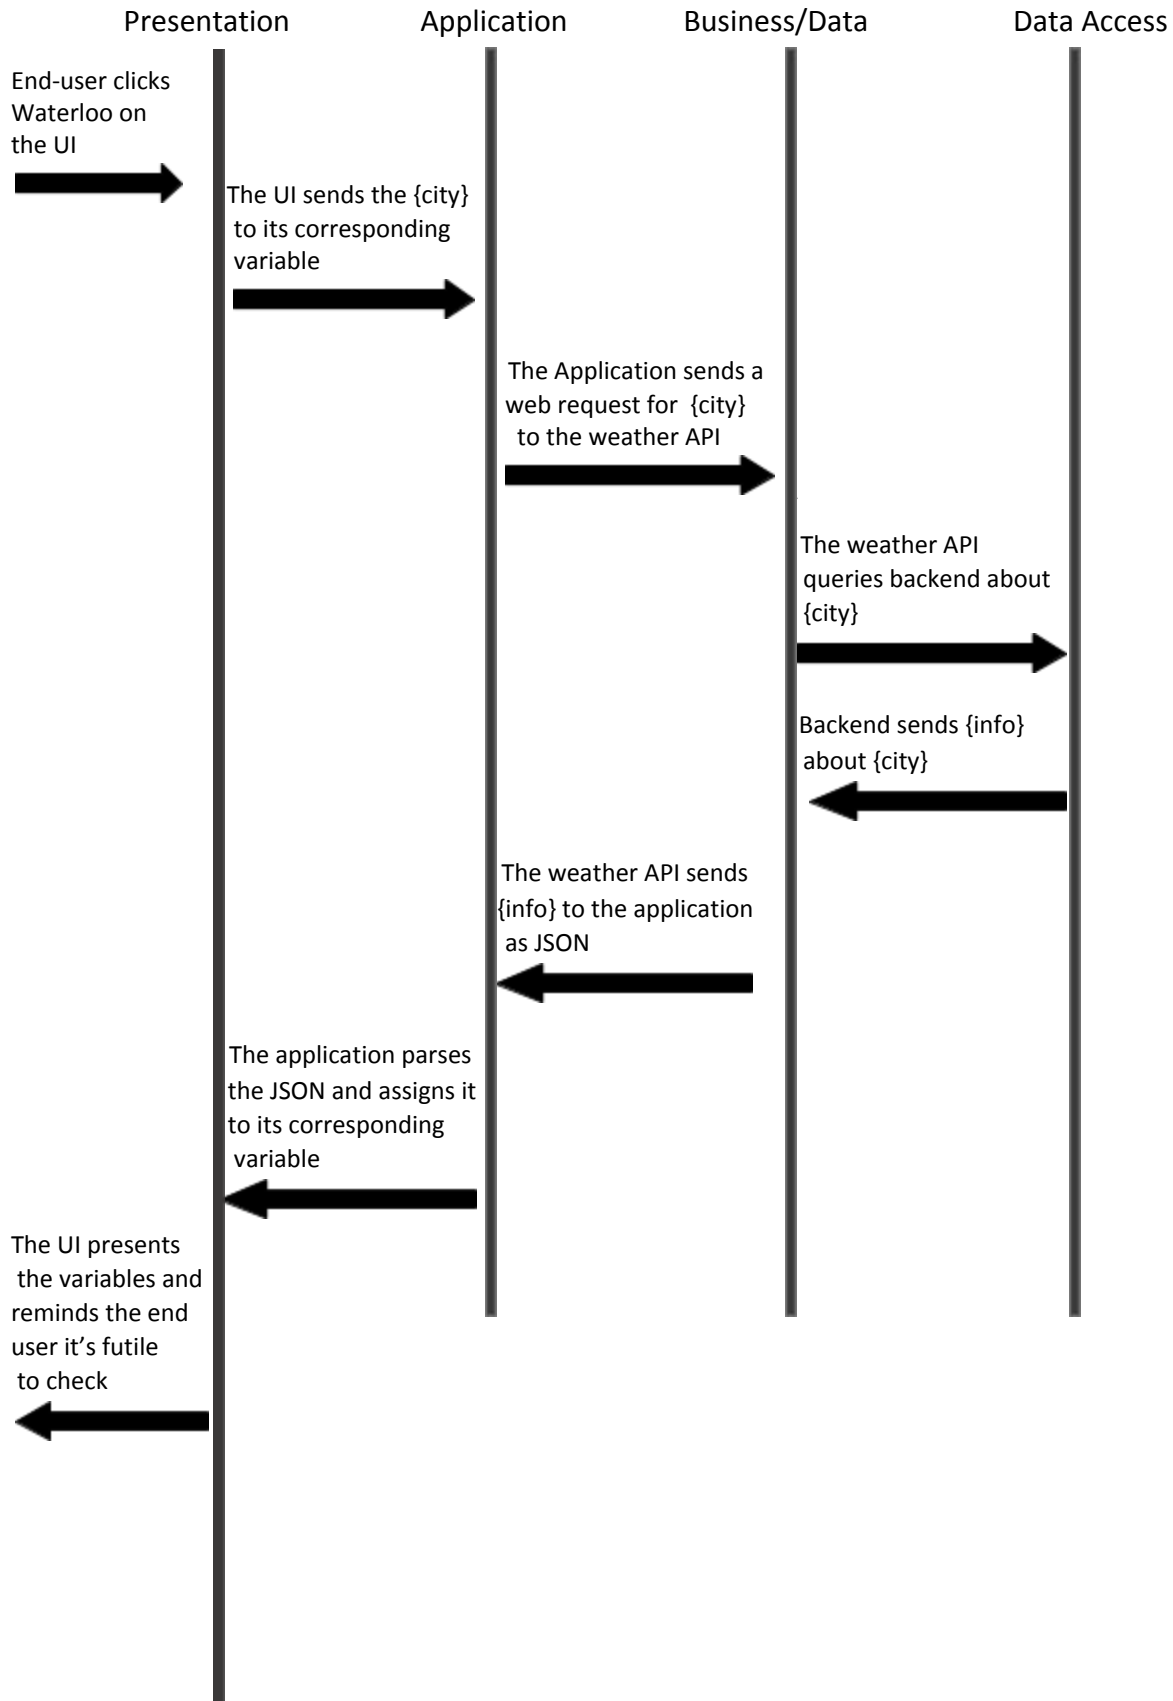 Presentation
Application
Business/Data
Data Access
End-user clicks
Waterloo on
the UI
The UI sends the {city}
to its corresponding
variable
The Application sends a
web request for {city}
to the weather API
The weather API
queries backend about
{city}
Backend sends {info}
about {city}
The weather API sends
{info} to the application
as JSON
The application parses
the JSON and assigns it
to its corresponding
variable
The UI presents
the variables and
reminds the end
user it’s futile
to check